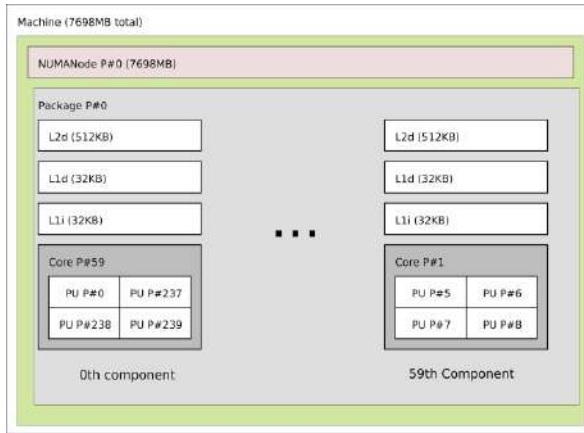 Machine (7698MB total)
NUMANode P#0 (7698MB)
Package P#0
L2d (512KB)
L2d (512KB)
L1d (32KB)
L1d (32KB)
L1i (32KB)
L1i (32KB)
...
Core P#59
Core P#1
PU P#0 PU P#237
PU P#5 PU P#6
PU P#238 PU P#239
PU P#7 PU P#8
0th component
59th Component